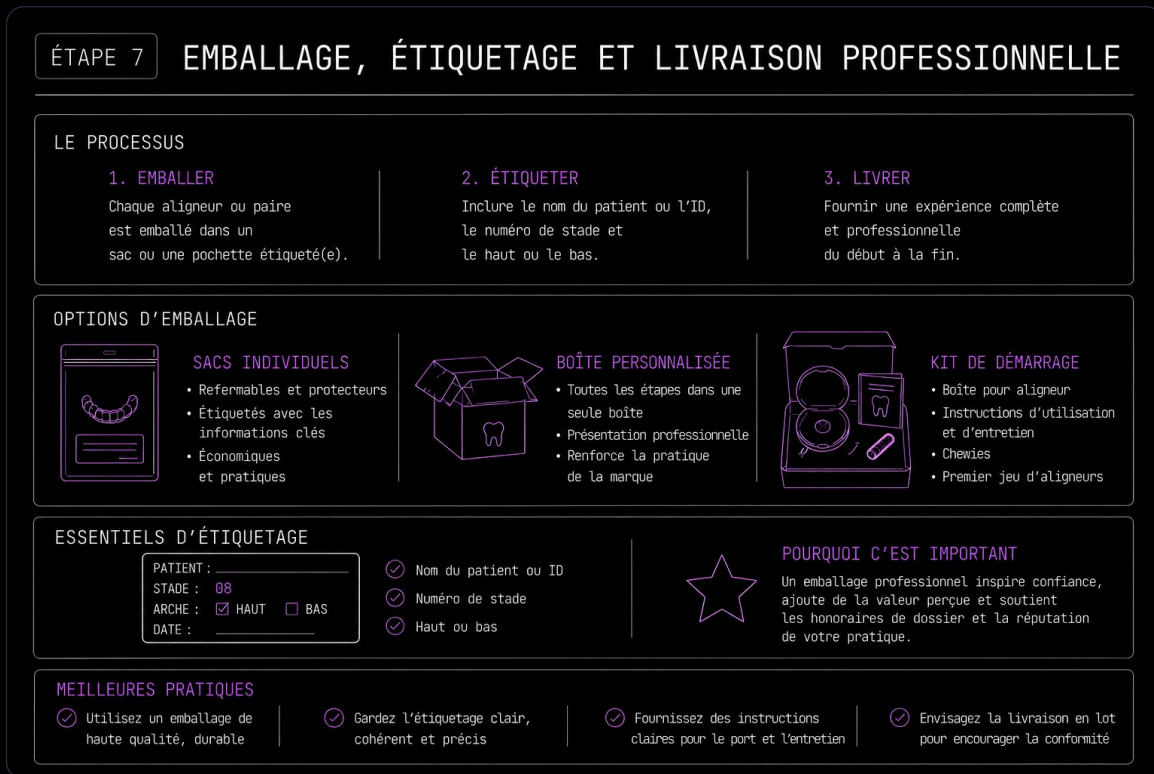 ÉTAPE 7
EMBALLAGE, ÉTIQUETAGE ET LIVRAISON PROFESSIONNELLE
LE PROCESSUS
1. EMBALLER
Chaque aligneur ou paire
est emballé dans un
sac ou une pochette étiqueté(e).
2. ÉTIQUETER
Inclure le nom du patient ou l’ID,
le numéro de stade et
le haut ou le bas.
3. LIVRER
Fournir une expérience complète
et professionnelle
du début à la fin.
OPTIONS D’EMBALLAGE
SACS INDIVIDUELS
• Refermables et protecteurs
• Étiquetés avec les
informations clés
• Économiques
et pratiques
BOÎTE PERSONNALISÉE
• Toutes les étapes dans une
seule boîte
• Présentation professionnelle
• Renforce la pratique
de la marque
KIT DE DÉMARRAGE
• Boîte pour aligneur
• Instructions d’utilisation
et d’entretien
• Chewies
• Premier jeu d’aligneurs
ESSENTIELS D’ÉTIQUETAGE
PATIENT :
STADE : 08
ARCHE : HAUT BAS
DATE :
Nom du patient ou ID
Numéro de stade
Haut ou bas
POURQUOI C’EST IMPORTANT
Un emballage professionnel inspire confiance,
ajoute de la valeur perçue et soutient
les honoraires de dossier et la réputation
de votre pratique.
MEILLEURES PRATIQUES
Utilisez un emballage de
haute qualité, durable
Gardez l’étiquetage clair,
cohérent et précis
Fournissez des instructions
claires pour le port et l’entretien
Envisagez la livraison en lot
pour encourager la conformité